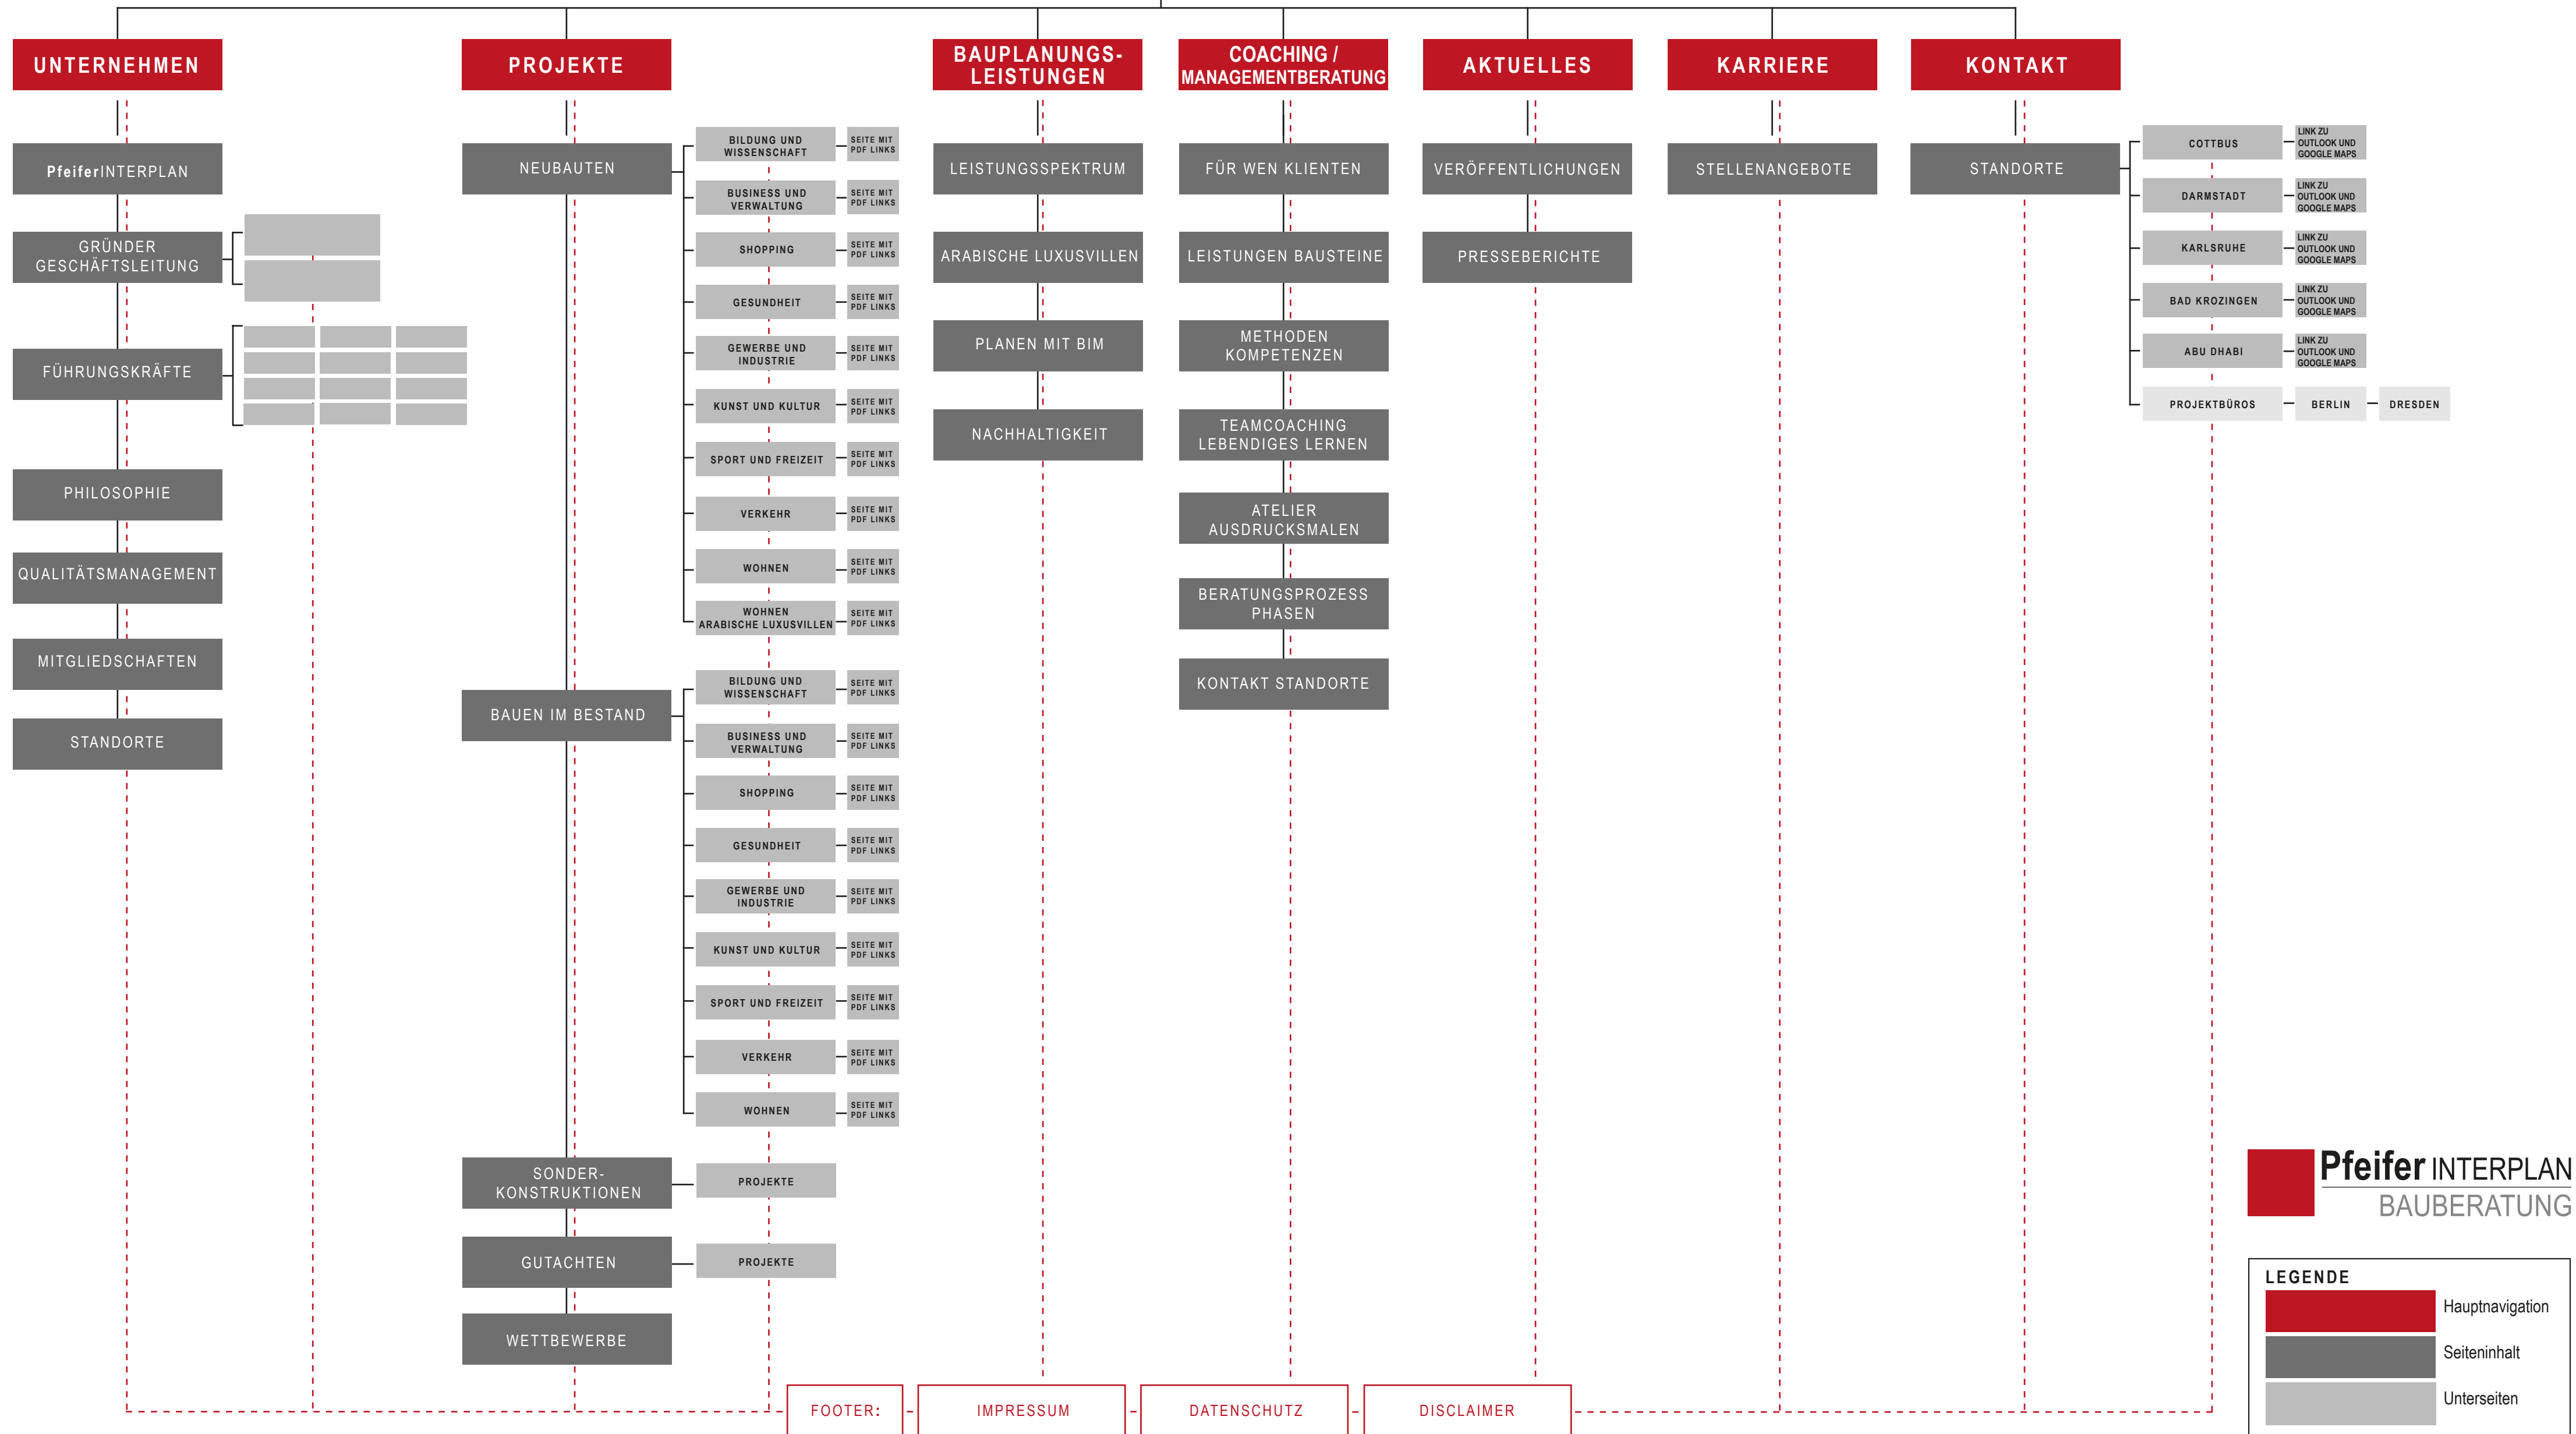 UNTERNEHMEN
PfeiferINTERPLAN
GRÜNDER
GESCHÄFTSLEITUNG
FÜHRUNGSKRÄFTE
PHILOSOPHIE
QUALITÄTSMANAGEMENT
MITGLIEDSCHAFTEN
STANDORTE
PROJEKTE
NEUBAUTEN
BILDUNG UND
WISSENSCHAFT
SEITE MIT
PDF LINKS
BUSINESS UND
VERWALTUNG
SEITE MIT
PDF LINKS
SHOPPING
SEITE MIT
PDF LINKS
GESUNDHEIT
SEITE MIT
PDF LINKS
GEWERBE UND
INDUSTRIE
SEITE MIT
PDF LINKS
KUNST UND KULTUR
SEITE MIT
PDF LINKS
SPORT UND FREIZEIT
SEITE MIT
PDF LINKS
VERKEHR
SEITE MIT
PDF LINKS
WOHNEN
SEITE MIT
PDF LINKS
WOHNEN
ARABISCHE LUXUSVILLEN
SEITE MIT
PDF LINKS
BAUEN IM BESTAND
BILDUNG UND
WISSENSCHAFT
SEITE MIT
PDF LINKS
BUSINESS UND
VERWALTUNG
SEITE MIT
PDF LINKS
SHOPPING
SEITE MIT
PDF LINKS
GESUNDHEIT
SEITE MIT
PDF LINKS
GEWERBE UND
INDUSTRIE
SEITE MIT
PDF LINKS
KUNST UND KULTUR
SEITE MIT
PDF LINKS
SPORT UND FREIZEIT
SEITE MIT
PDF LINKS
VERKEHR
SEITE MIT
PDF LINKS
WOHNEN
SEITE MIT
PDF LINKS
SONDER-
KONSTRUKTIONEN
PROJEKTE
GUTACHTEN
PROJEKTE
WETTBEWERBE
BAUPLANUNGS-
LEISTUNGEN
LEISTUNGSSPEKTRUM
ARABISCHE LUXUSVILLEN
PLANEN MIT BIM
NACHHALTIGKEIT
COACHING /
MANAGEMENTBERATUNG
FÜR WEN KLIENTEN
LEISTUNGEN BAUSTEINE
METHODEN
KOMPETENZEN
TEAMCOACHING
LEBENDIGES LERNEN
ATELIER
AUSDRUCKSMALEN
BERATUNGSPROZESS
PHASEN
KONTAKT STANDORTE
AKTUELLES
VERÖFFENTLICHUNGEN
PRESSEBERICHTE
KARRIERE
STELLENANGEBOTE
KONTAKT
STANDORTE
COTTBUS
LINK ZU
OUTLOOK UND
GOOGLE MAPS
DARMSTADT
LINK ZU
OUTLOOK UND
GOOGLE MAPS
KARLSRUHE
LINK ZU
OUTLOOK UND
GOOGLE MAPS
BAD KROZINGEN
LINK ZU
OUTLOOK UND
GOOGLE MAPS
ABU DHABI
LINK ZU
OUTLOOK UND
GOOGLE MAPS
PROJEKTBÜROS
BERLIN
DRESDEN
Pfeifer INTERPLAN
BAUBERATUNG
LEGENDE
Hauptnavigation
Seiteninhalt
Unterseiten
FOOTER:
IMPRESSUM
DATENSCHUTZ
DISCLAIMER